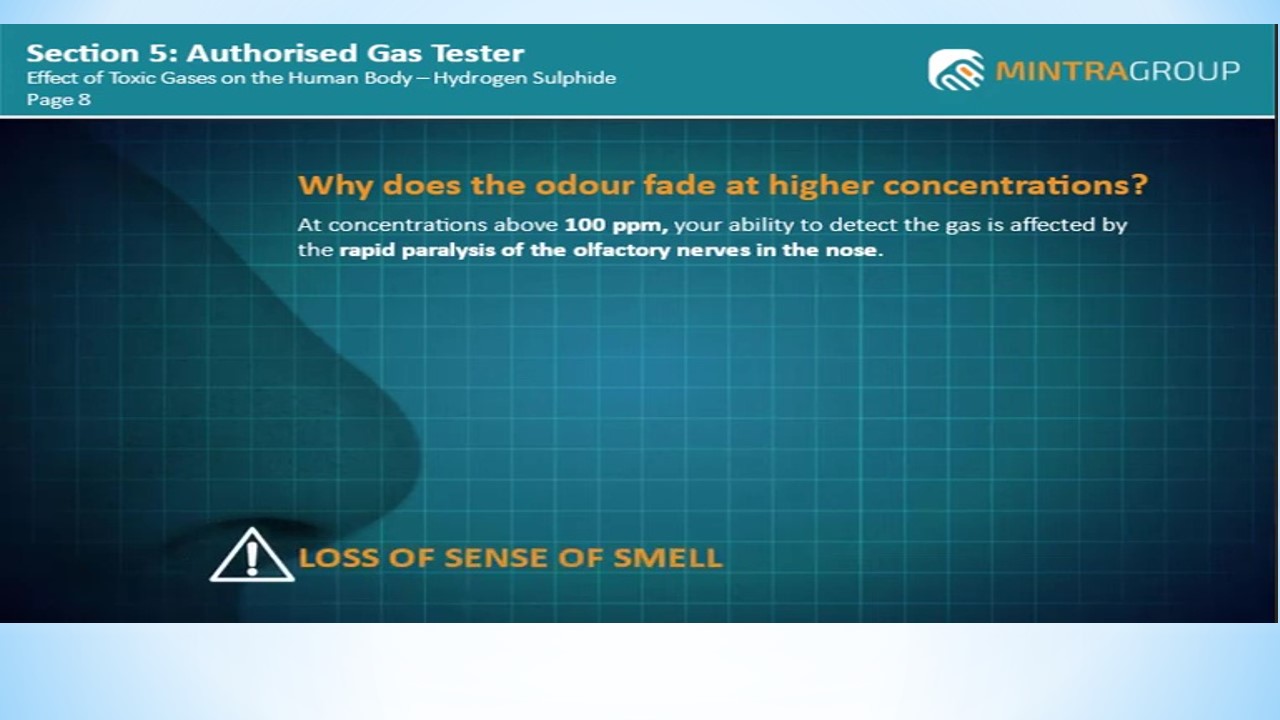 Section 5: Authorised Gas Tester
Effect of Toxic Gases on the Human Body – Hydrogen Sulphide
Page 8
MINTRAGROUP
Why does the odour fade at higher concentrations?
At concentrations above 100 ppm, your ability to detect the gas is affected by
the rapid paralysis of the olfactory nerves in the nose.
LOSS OF SENSE OF SMELL